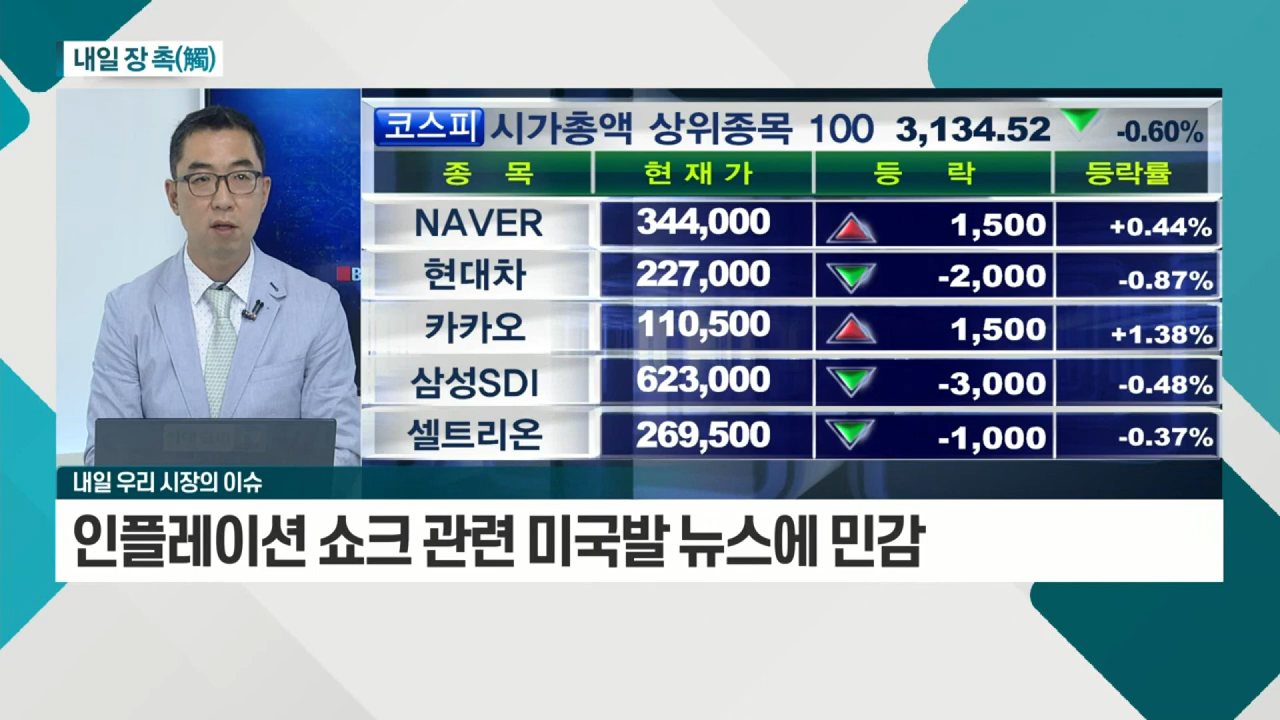 내일 장 촉(觸)
코스피 시가총액 상위종목 100 3,134.52 -0.60%
종 목 현 재 가 등 락 등락률
NAVER 344,000 1,500 +0.44%
현대차 227,000 -2,000 -0.87%
카카오 110,500 1,500 +1.38%
삼성SDI 623,000 -3,000 -0.48%
셀트리온 269,500 -1,000 -0.37%
B
내일 우리 시장의 이슈
인플레이션 쇼크 관련 미국발 뉴스에 민감